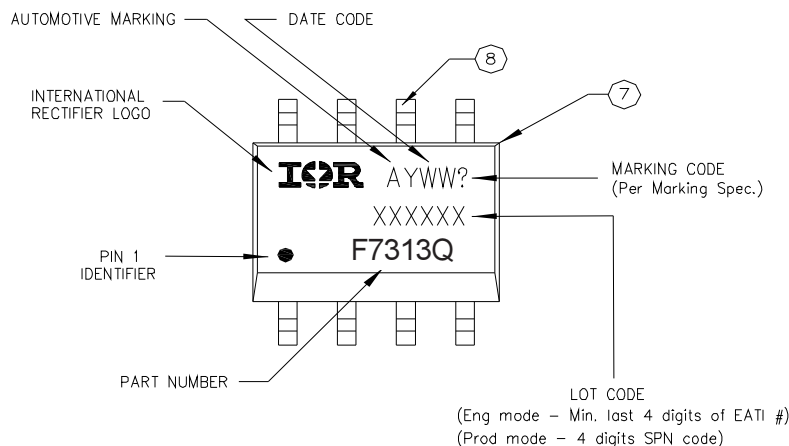 AUTOMOTIVE MARKING
DATE CODE
8
7
INTERNATIONAL
RECTIFIER LOGO
IOR
AYWW?
MARKING CODE
(Per Marking Spec.)
XXXXXX
F7313Q
PIN 1
IDENTIFIER
PART NUMBER
LOT CODE
(Eng mode - Min. last 4 digits of EATI #)
(Prod mode - 4 digits SPN code)